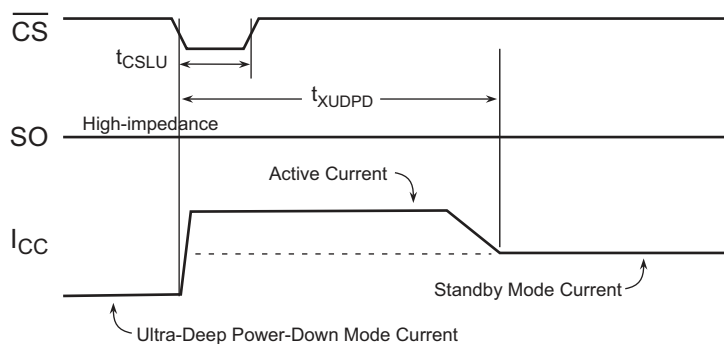 CS
tCSLU
tXUDPD
High-impedance
SO
Active Current
ICC
Standby Mode Current
Ultra-Deep Power-Down Mode Current